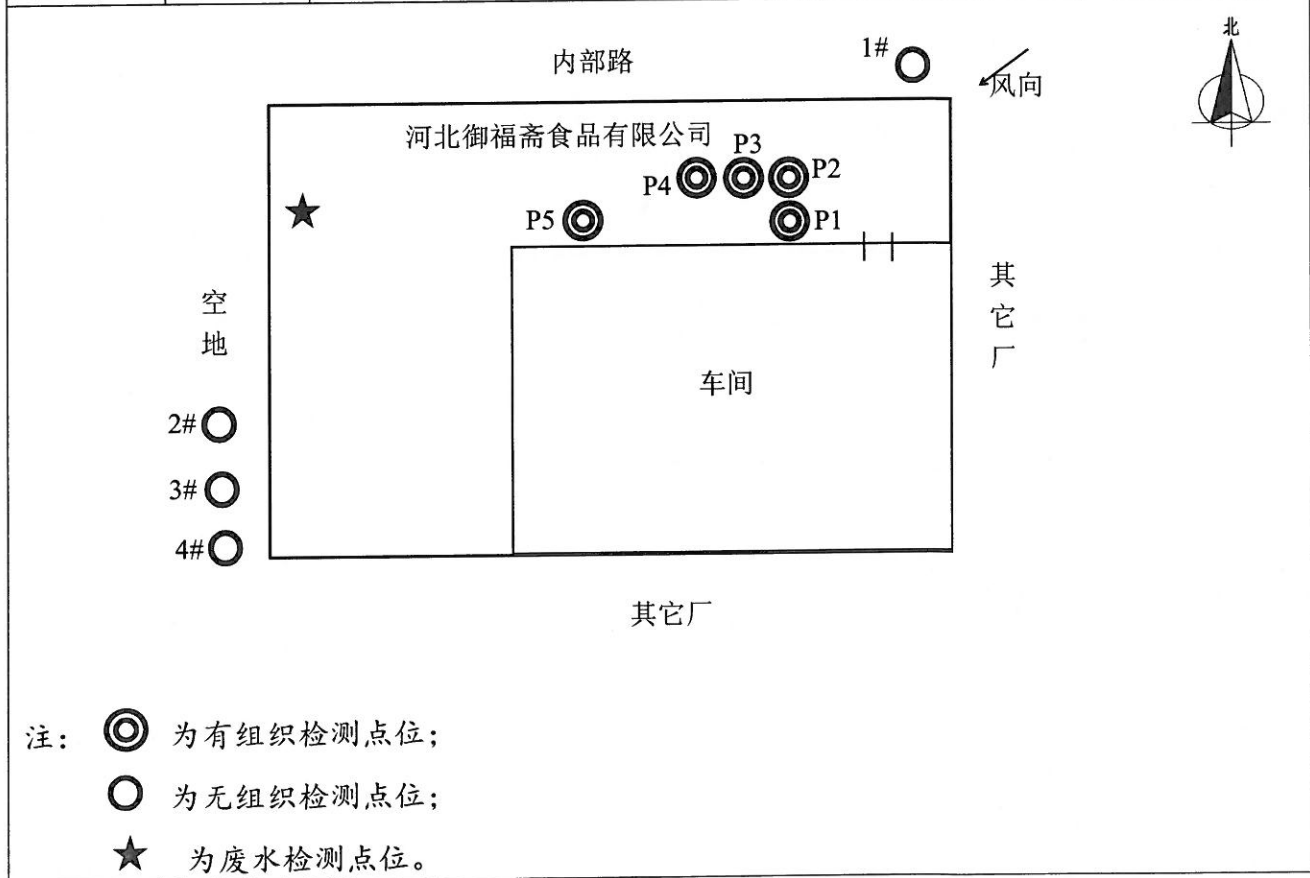 北
1#
内部路
风向
河北御福斋食品有限公司
P3
P4
P2
P5
P1
空地
其它厂
车间
2#
3#
4#
其它厂
注：
为有组织检测点位；
为无组织检测点位；
为废水检测点位。